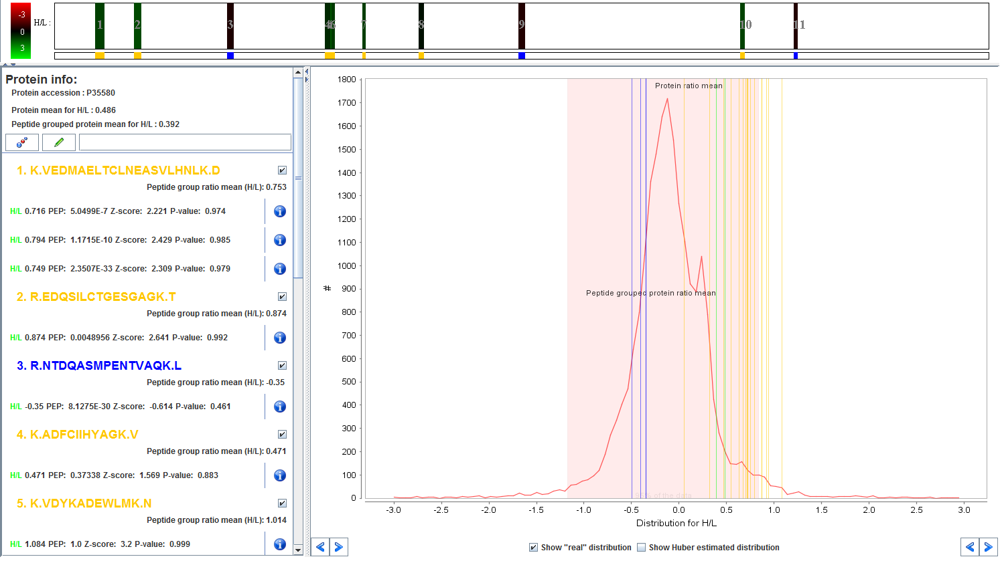 -3
0
3
H/L :
1
2
3
7
8
9
10
11
Protein info:
Protein accession : P35580
Protein mean for H/L : 0.486
Peptide grouped protein mean for H/L : 0.392
1. K.VEDMAELTCLNEASVLHNLK.D
Peptide group ratio mean (H/L): 0.753
H/L 0.716 PEP: 5.0499E-7 Z-score: 2.221 P-value: 0.974
H/L 0.794 PEP: 1.1715E-10 Z-score: 2.429 P-value: 0.985
H/L 0.749 PEP: 2.3507E-33 Z-score: 2.309 P-value: 0.979
2. R.EDQSILCTGESGAGK.T
Peptide group ratio mean (H/L): 0.874
H/L 0.874 PEP: 0.0048956 Z-score: 2.641 P-value: 0.992
3. R.NTDQASMPENTVAQK.L
Peptide group ratio mean (H/L): -0.35
H/L -0.35 PEP: 8.1275E-30 Z-score: -0.614 P-value: 0.461
4. K.ADFCIIHYAGK.V
Peptide group ratio mean (H/L): 0.471
H/L 0.471 PEP: 0.37338 Z-score: 1.569 P-value: 0.883
5. K.VDYKADEWLMK.N
Peptide group ratio mean (H/L): 1.014
H/L 1.084 PEP: 1.0 Z-score: 3.2 P-value: 0.999
1800
1700
1600
1500
1400
1300
1200
1100
1000
900
800
700
600
500
400
300
200
100
0
#
Protein ratio mean
Peptide grouped protein ratio mean
95% of the data
-3.0 -2.5 -2.0 -1.5 -1.0 -0.5 0.0 0.5 1.0 1.5 2.0 2.5 3.0
Distribution for H/L
Show "real" distribution Show Huber estimated distribution